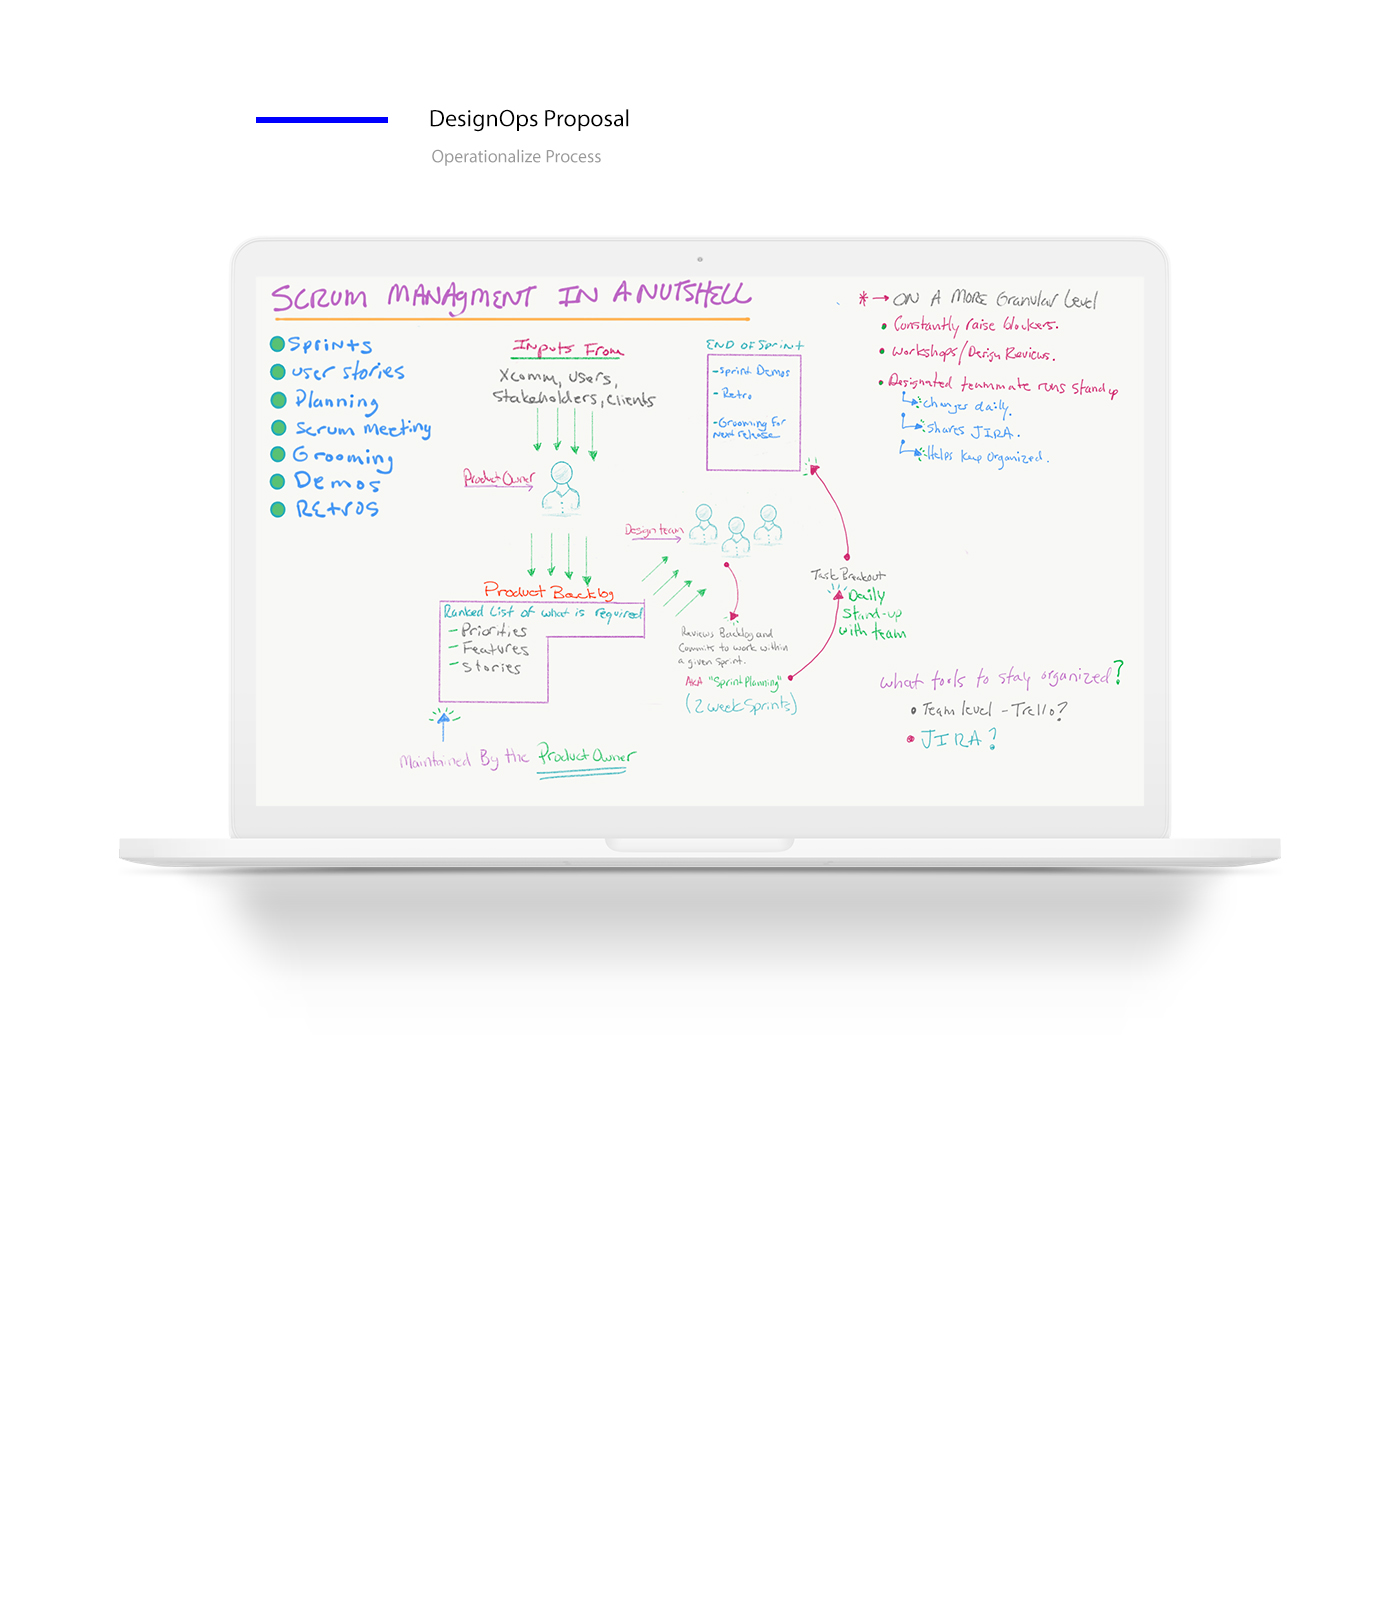 DesignOps Proposal
Operationalize Process
SCRUM MANAGMENT IN A NUTSHELL
Sprints
User stories
Planning
Scrum meeting
Grooming
Demos
RETROS
Inputs From
Xcomm, Users,
Stakeholders, Clients
Product Owner
Product Backlog
Ranked List of what is required
- Priorities
- Features
- Stories
Maintained By the Product Owner
END OF SPRINT
- Sprint Demos
- Retro
- Grooming for
next release
Design team
Reviews Backlog and
Commits to work within
a given Sprint.
AKA "Sprint Planning"
(2 week Sprints)
Task Breakout
Daily
Stand-up
with team
* → ON A MORE Granular Level
• Constantly raise blockers.
• Workshops/Design Reviews.
• Designated teammate runs standup
Changes daily.
Shares JIRA.
Helps keep organized.
What tools to stay organized?
• Team level - Trello?
• JIRA?